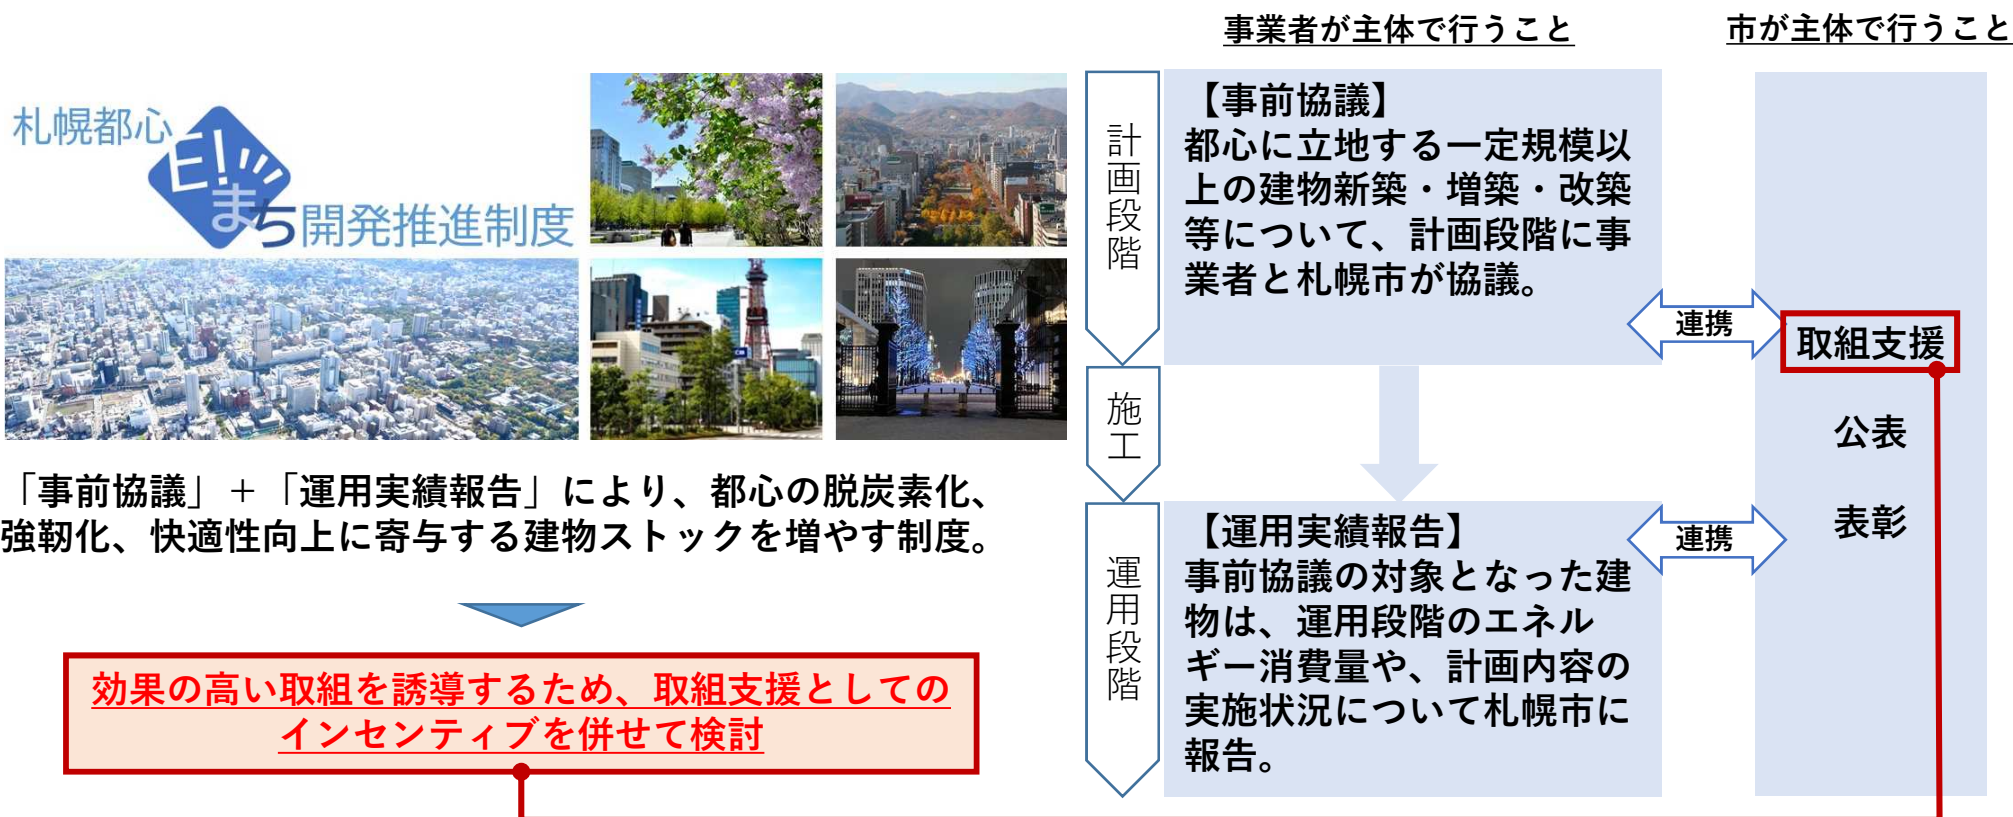 札幌都心
E!
まち開発推進制度
「事前協議」＋「運用実績報告」により、都心の脱炭素化、
強靭化、快適性向上に寄与する建物ストックを増やす制度。
効果の高い取組を誘導するため、取組支援としての
インセンティブを併せて検討
事業者が主体で行うこと
市が主体で行うこと
計画段階
【事前協議】
都心に立地する一定規模以
上の建物新築・増築・改築
等について、計画段階に事
業者と札幌市が協議。
連携
取組支援
施工
公表
表彰
運用段階
【運用実績報告】
事前協議の対象となった建
物は、運用段階のエネル
ギー消費量や、計画内容の
実施状況について札幌市に
報告。
連携